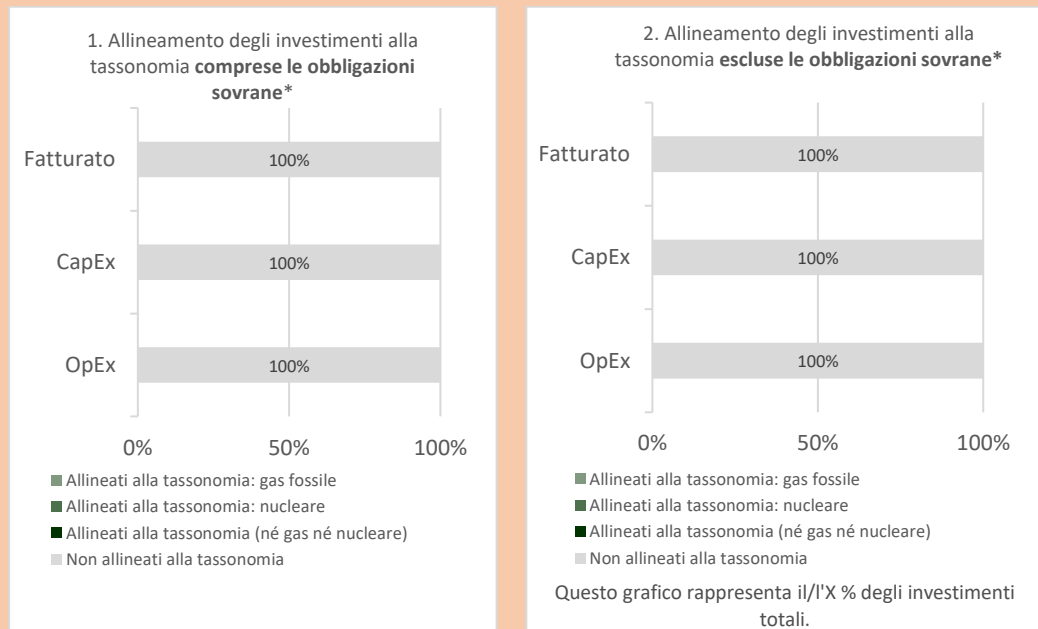 1. Allineamento degli investimenti alla
tassonomia comprese le obbligazioni
sovrane*
Fatturato
100%
CapEx
100%
OpEx
100%
0%
50%
100%
Allineati alla tassonomia: gas fossile
Allineati alla tassonomia: nucleare
Allineati alla tassonomia (né gas né nucleare)
Non allineati alla tassonomia
2. Allineamento degli investimenti alla
tassonomia escluse le obbligazioni sovrane*
Fatturato
100%
CapEx
100%
OpEx
100%
0%
50%
100%
Allineati alla tassonomia: gas fossile
Allineati alla tassonomia: nucleare
Allineati alla tassonomia (né gas né nucleare)
Non allineati alla tassonomia
Questo grafico rappresenta il/l'X % degli investimenti
totali.